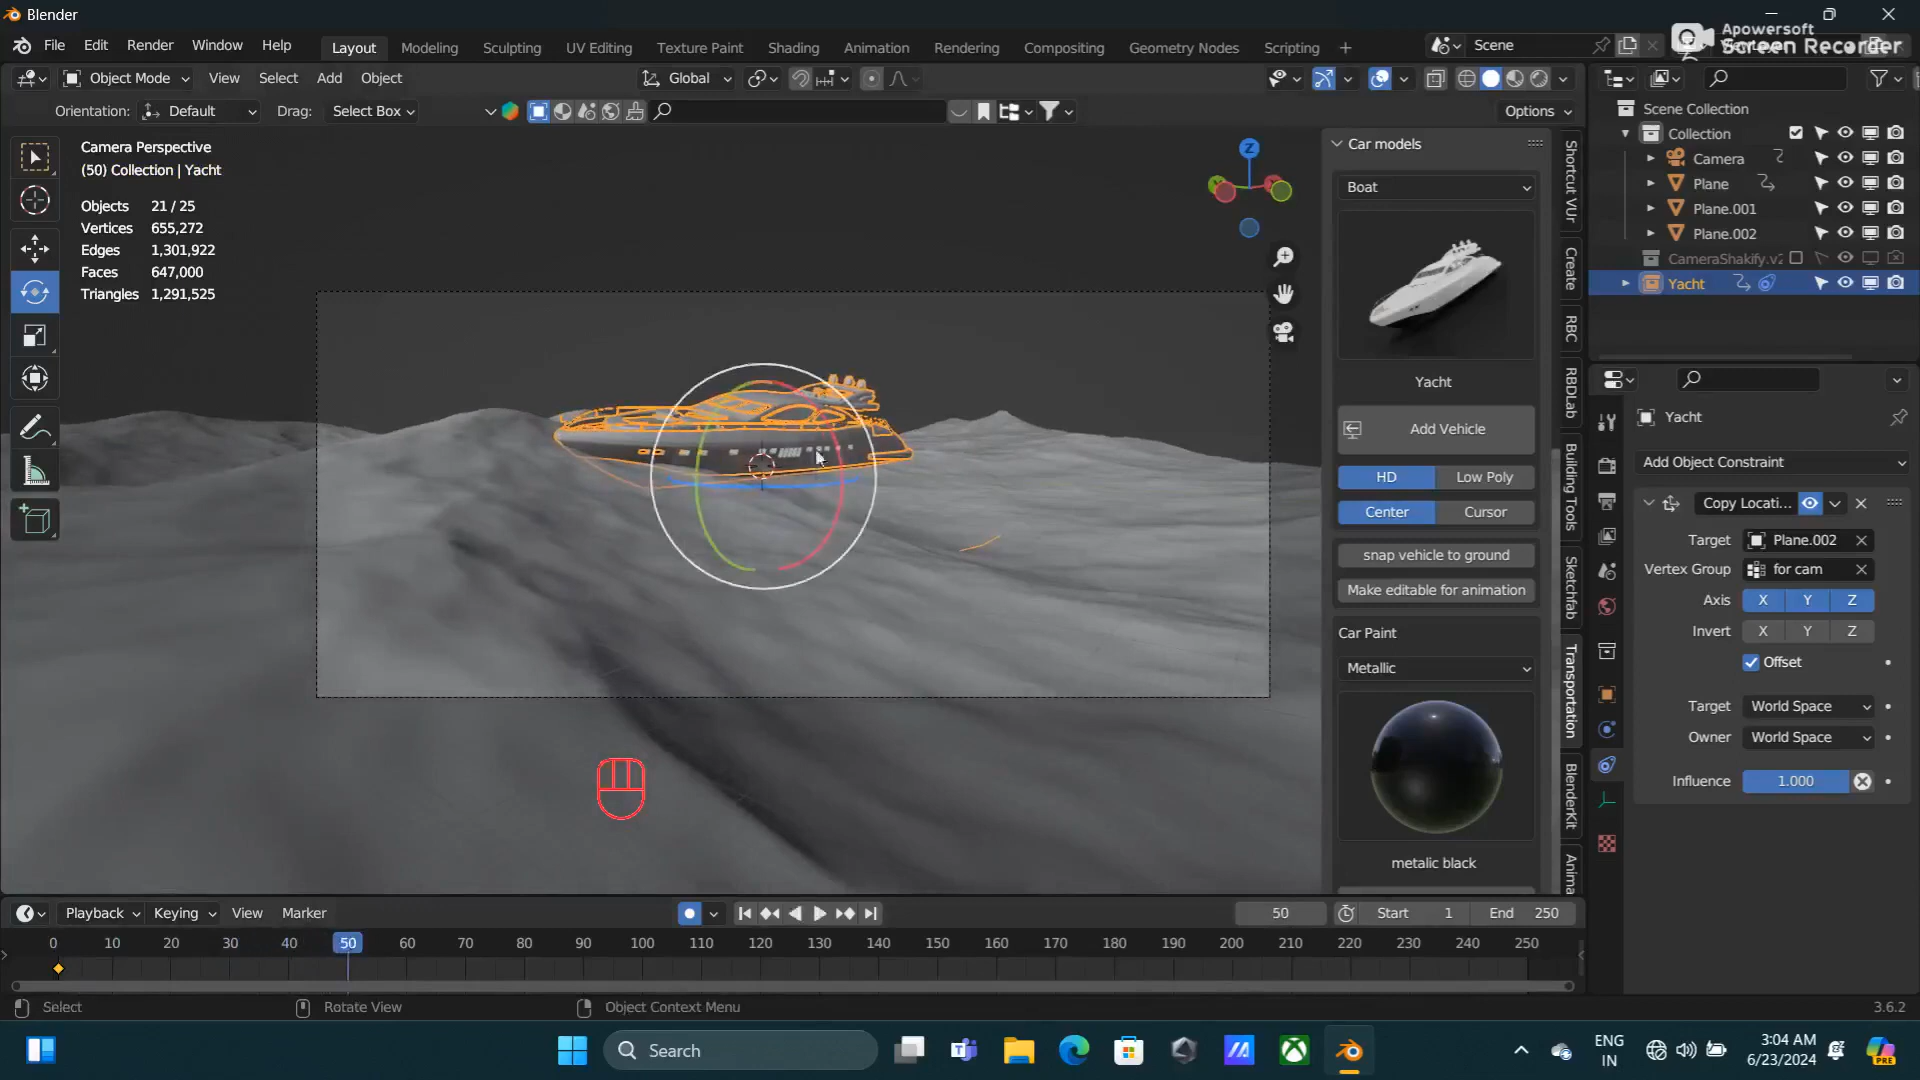 Blender
File Edit Render Window Help
Layout Modeling Sculpting UV Editing Texture Paint Shading Animation Rendering Compositing Geometry Nodes Scripting
Scene
Apowersoft
Screen Recorder
Object Mode View Select Add Object Global
Orientation: Default Drag: Select Box Options
Camera Perspective
(50) Collection | Yacht
Objects 21 / 25
Vertices 655,272
Edges 1,301,922
Faces 647,000
Triangles 1,291,525
Z
Car models
Boat
Yacht
Add Vehicle
HD Low Poly
Center Cursor
snap vehicle to ground
Make editable for animation
Car Paint
Metallic
metalic black
Shortcut VUr
Create
RBC
RBDLab
Building Tools
Sketchfab
Transportation
BlenderKit
Anima
Scene Collection
Collection
Camera
Plane
Plane.001
Plane.002
CameraShakify.v2
Yacht
Yacht
Add Object Constraint
Copy Locati...
Target Plane.002
Vertex Group for cam
Axis X Y Z
Invert X Y Z
Offset
Target World Space
Owner World Space
Influence 1.000
Playback Keying View Marker 50 Start 1 End 250
0 10 20 30 40 50 60 70 80 90 100 110 120 130 140 150 160 170 180 190 200 210 220 230 240 250
Select Rotate View Object Context Menu 3.6.2
Search
ENG
IN
3:04 AM
6/23/2024
PRE